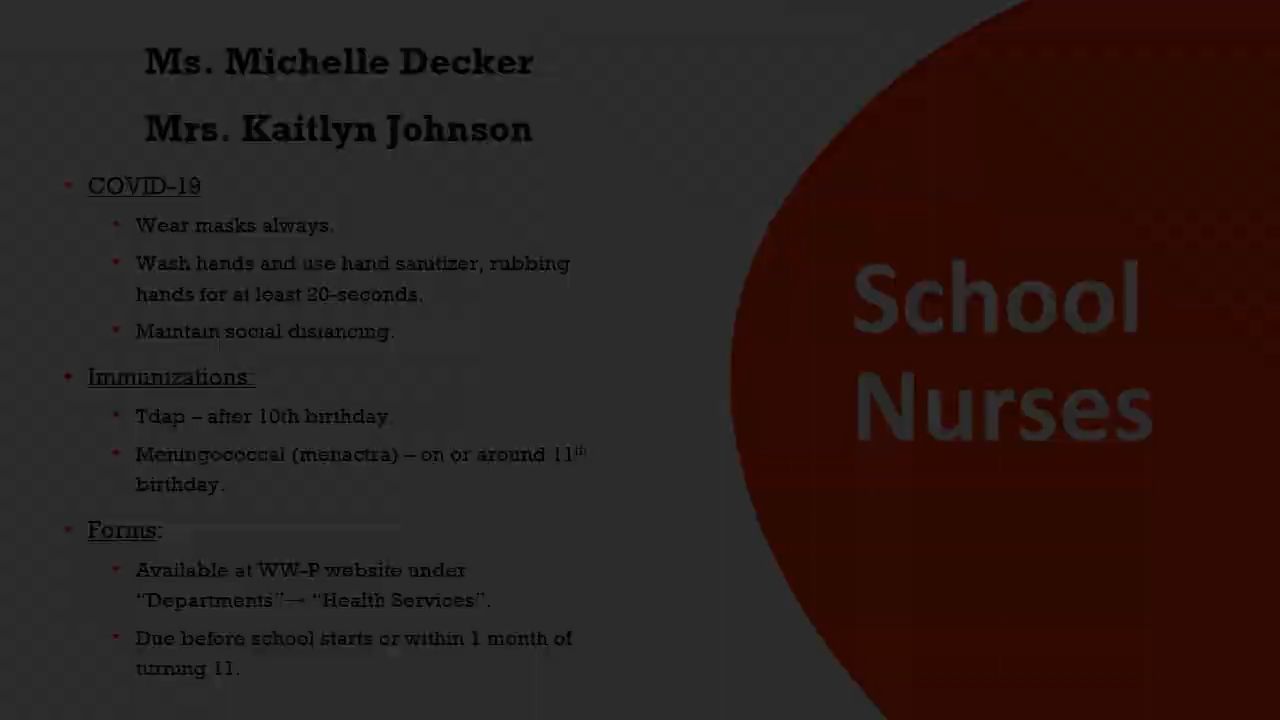 Ms. Michelle Decker
Mrs. Kaitlyn Johnson
COVID-19
Wear masks always.
Wash hands and use hand sanitizer, rubbing
hands for at least 20-seconds.
Maintain social distancing.
Immunizations:
Tdap – after 10th birthday.
Meningococcal (menactra) – on or around 11th
birthday.
Forms:
Available at WW-P website under
“Departments”→ “Health Services”.
Due before school starts or within 1 month of
turning 11.
School
Nurses